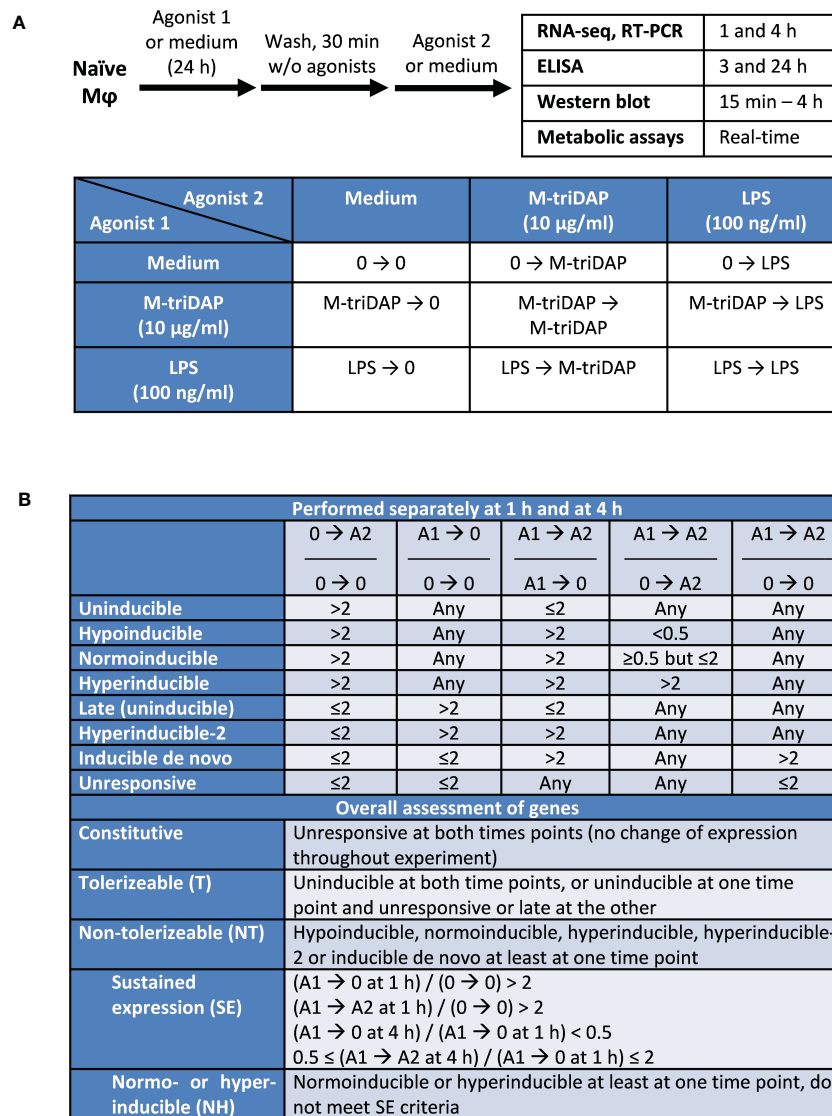 A
Naïve
Mφ
Agonist 1
or medium
(24 h)
Wash, 30 min
w/o agonists
Agonist 2
or medium
RNA-seq, RT-PCR 1 and 4 h
ELISA 3 and 24 h
Western blot 15 min – 4 h
Metabolic assays Real-time
Agonist 2
Agonist 1
Medium
M-triDAP
(10 µg/ml)
LPS
(100 ng/ml)
Medium 0 → 0 0 → M-triDAP 0 → LPS
M-triDAP
(10 µg/ml)
M-triDAP → 0
M-triDAP →
M-triDAP
M-triDAP → LPS
LPS
(100 ng/ml)
LPS → 0 LPS → M-triDAP LPS → LPS
B
Performed separately at 1 h and at 4 h
0 → A2 A1 → 0 A1 → A2 A1 → A2 A1 → A2
0 → 0 0 → 0 A1 → 0 0 → A2 0 → 0
Uninducible >2 Any ≤2 Any Any
Hypoinducible >2 Any >2 <0.5 Any
Normoinducible >2 Any >2 ≥0.5 but ≤2 Any
Hyperinducible >2 Any >2 >2 Any
Late (uninducible) ≤2 >2 ≤2 Any Any
Hyperinducible-2 ≤2 >2 >2 Any Any
Inducible de novo ≤2 ≤2 >2 Any >2
Unresponsive ≤2 ≤2 Any Any ≤2
Overall assessment of genes
Constitutive
Unresponsive at both times points (no change of expression
throughout experiment)
Tolerizeable (T)
Uninducible at both time points, or uninducible at one time
point and unresponsive or late at the other
Non-tolerizeable (NT)
Hypoinducible, normoinducible, hyperinducible, hyperinducible-
2 or inducible de novo at least at one time point
Sustained
expression (SE)
(A1 → 0 at 1 h) / (0 → 0) > 2
(A1 → A2 at 1 h) / (0 → 0) > 2
(A1 → 0 at 4 h) / (A1 → 0 at 1 h) < 0.5
0.5 ≤ (A1 → A2 at 4 h) / (A1 → 0 at 1 h) ≤ 2
Normo- or hyper-
inducible (NH)
Normoinducible or hyperinducible at least at one time point, do
not meet SE criteria